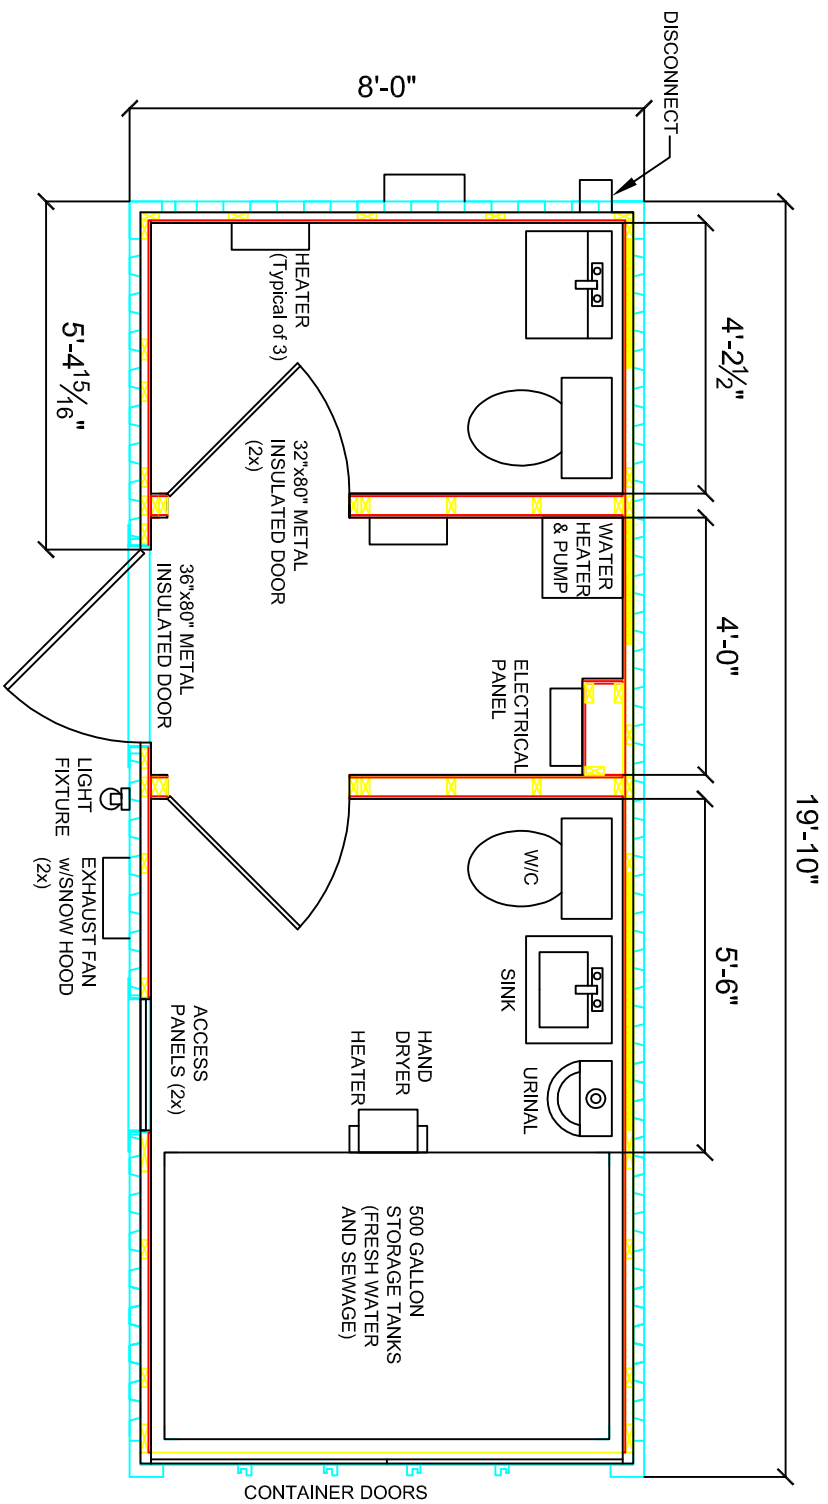 DISCONNECT
8'-0"
19'-10"
4'-2½"
4'-0"
5'-6"
5'-4 15/16"
HEATER
(Typical of 3)
32"x80" METAL
INSULATED DOOR
(2x)
36"x80" METAL
INSULATED DOOR
WATER
HEATER
& PUMP
ELECTRICAL
PANEL
LIGHT
FIXTURE
EXHAUST FAN
w/SNOW HOOD
(2x)
W/C
SINK
URINAL
HAND
DRYER
HEATER
ACCESS
PANELS (2x)
500 GALLON
STORAGE TANKS
(FRESH WATER
AND SEWAGE)
CONTAINER DOORS